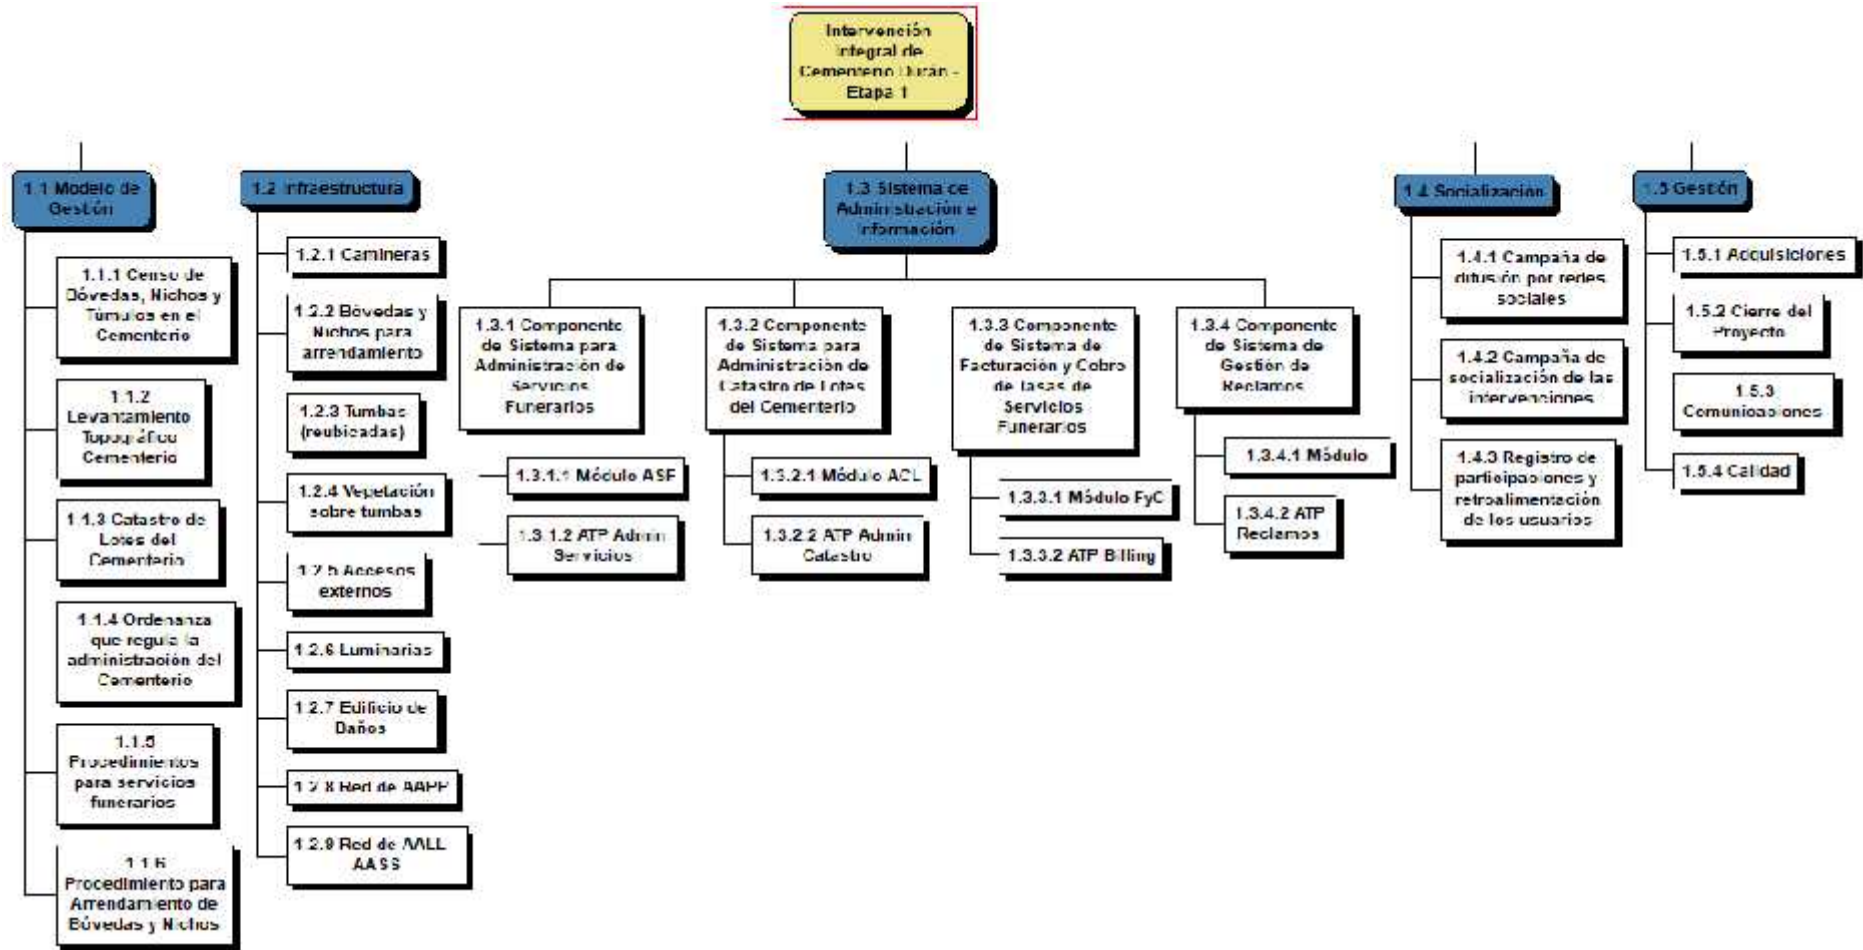 Intervención
Integral de
Cementerio Durán -
Etapa 1
1.1 Modelo de
Gestión
1.2 Infraestructura
1.3 Sistema de
Administración e
Información
1.4 Socialización
1.5 Gestión
1.1.1 Censo de
Bóvedas, Nichos y
Túmulos en el
Cementerio
1.1.2
Levantamiento
Topográfico
Cementerio
1.1.3 Catastro de
Lotes del
Cementerio
1.1.4 Ordenanza
que regula la
administración del
Cementerio
1.1.5
Procedimientos
para servicios
funerarios
1.1.6
Procedimiento para
Arrendamiento de
Bóvedas y Nichos
1.2.1 Camineras
1.2.2 Bóvedas y
Nichos para
arrendamiento
1.2.3 Tumbas
(reubicadas)
1.2.4 Vegetación
sobre tumbas
1.2.5 Accesos
externos
1.2.6 Luminarias
1.2.7 Edificio de
Baños
1.2.8 Red de AAPP
1.2.9 Red de AALL
AASS
1.3.1 Componente
de Sistema para
Administración de
Servicios
Funerarios
1.3.1.1 Módulo ASF
1.3.1.2 ATP Admin
Servicios
1.3.2 Componente
de Sistema para
Administración de
Catastro de Lotes
del Cementerio
1.3.2.1 Módulo ACL
1.3.2.2 ATP Admin
Catastro
1.3.3 Componente
de Sistema de
Facturación y Cobro
de Tasas de
Servicios
Funerarios
1.3.3.1 Módulo FyC
1.3.3.2 ATP Billing
1.3.4 Componente
de Sistema de
Gestión de
Reclamos
1.3.4.1 Módulo
1.3.4.2 ATP
Reclamos
1.4.1 Campaña de
difusión por redes
sociales
1.4.2 Campaña de
socialización de las
intervenciones
1.4.3 Registro de
participaciones y
retroalimentación
de los usuarios
1.5.1 Acquisiciones
1.5.2 Cierre del
Proyecto
1.5.3
Comunicaciones
1.5.4 Calidad